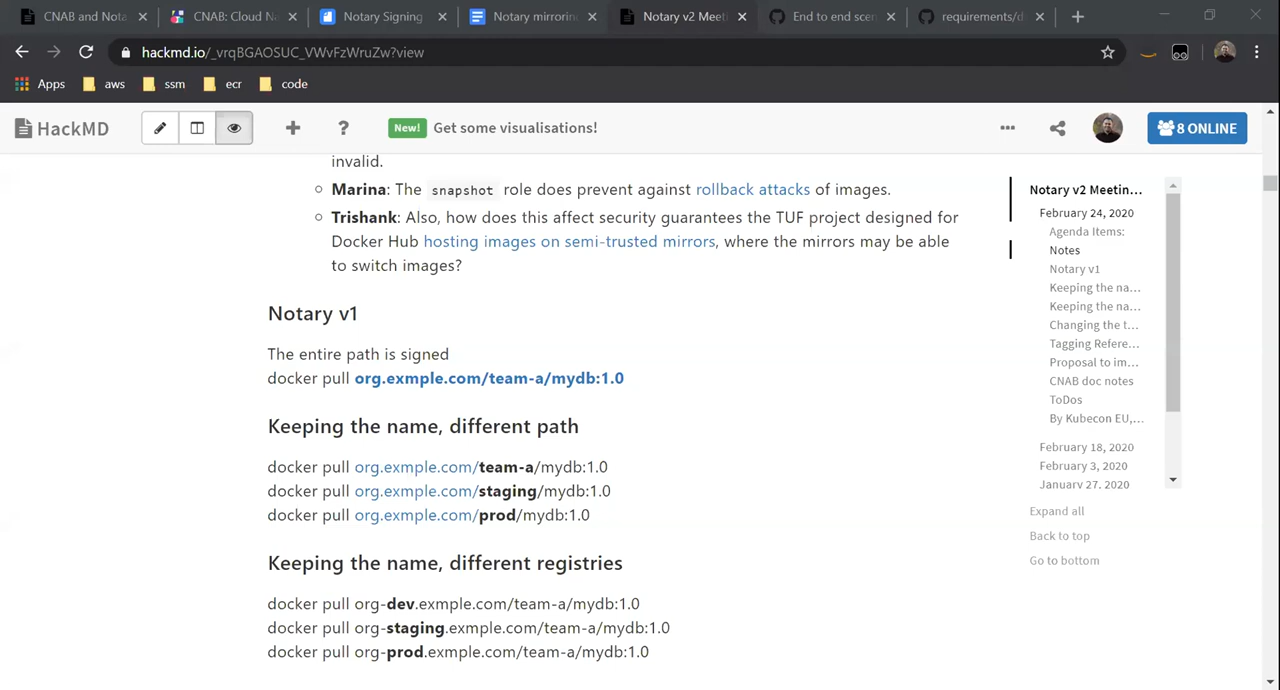 CNAB and Nota
CNAB: Cloud N
Notary Signing
Notary mirrorin
Notary v2 Meeti
End to end scen
requirements/d
hackmd.io/_vrqBGAOSUC_VWvFzWruZw?view
Apps
aws
ssm
ecr
code
HackMD
New! Get some visualisations!
8 ONLINE
invalid.
Marina: The snapshot role does prevent against rollback attacks of images.
Trishank: Also, how does this affect security guarantees the TUF project designed for
Docker Hub hosting images on semi-trusted mirrors, where the mirrors may be able
to switch images?
Notary v1
The entire path is signed
docker pull org.exmple.com/team-a/mydb:1.0
Keeping the name, different path
docker pull org.exmple.com/team-a/mydb:1.0
docker pull org.exmple.com/staging/mydb:1.0
docker pull org.exmple.com/prod/mydb:1.0
Keeping the name, different registries
docker pull org-dev.exmple.com/team-a/mydb:1.0
docker pull org-staging.exmple.com/team-a/mydb:1.0
docker pull org-prod.exmple.com/team-a/mydb:1.0
Notary v2 Meetin...
February 24, 2020
Agenda Items:
Notes
Notary v1
Keeping the na...
Keeping the na...
Changing the t...
Tagging Refere...
Proposal to im...
CNAB doc notes
ToDos
By Kubecon EU,...
February 18, 2020
February 3, 2020
January 27, 2020
Expand all
Back to top
Go to bottom